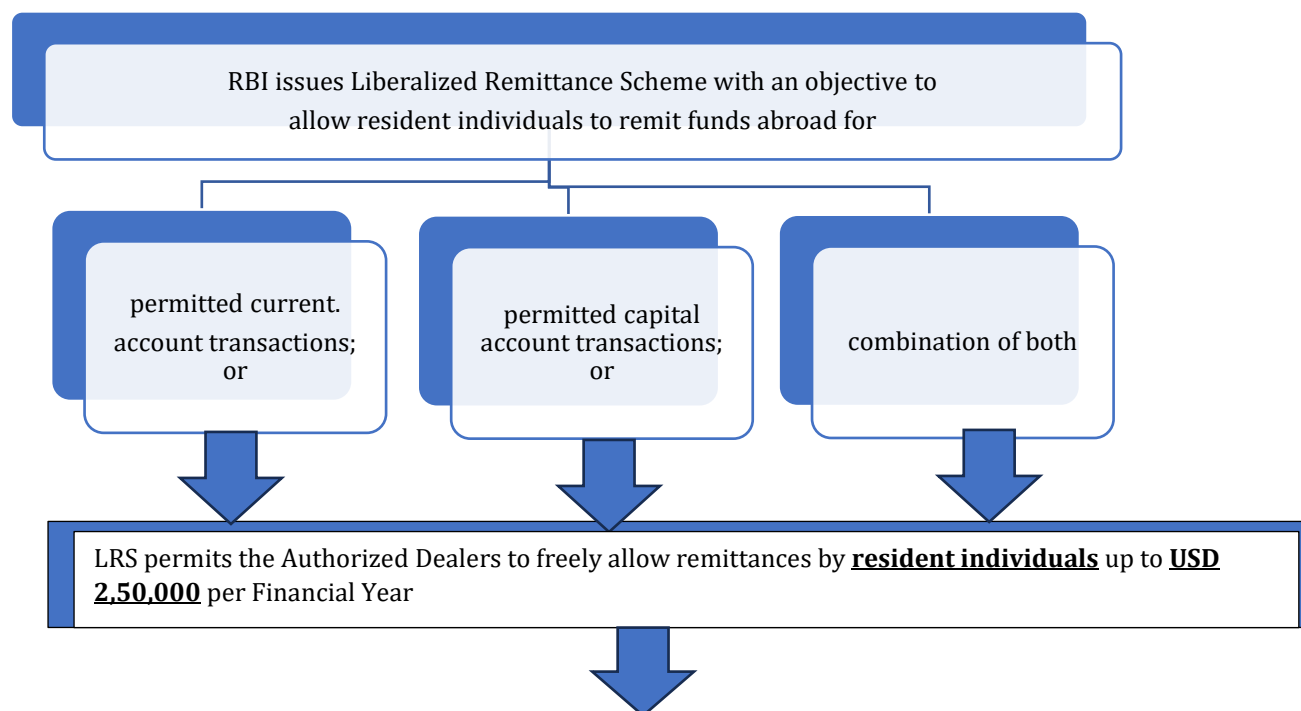 RBI issues Liberalized Remittance Scheme with an objective to
allow resident individuals to remit funds abroad for
permitted current.
account transactions;
or
permitted capital
account transactions;
or
combination of both
LRS permits the Authorized Dealers to freely allow remittances by resident individuals up to USD
2,50,000 per Financial Year